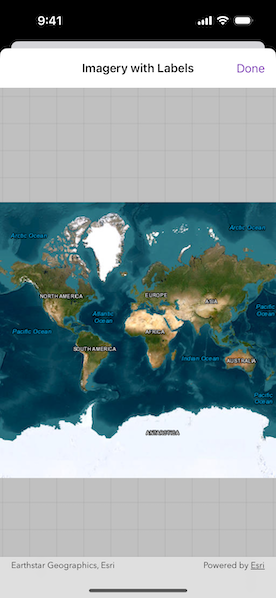 9:41
Imagery with Labels
Done
Arctic Ocean
Arctic Ocean
NORTH AMERICA
EUROPE
ASIA
Pacific
Ocean
Atlantic
Ocean
Pacific Ocean
AFRICA
SOUTH AMERICA
Indian Ocean
AUSTRALIA
Pacific
Ocean
ANTARCTICA
Earthstar Geographics, Esri
Powered by Esri